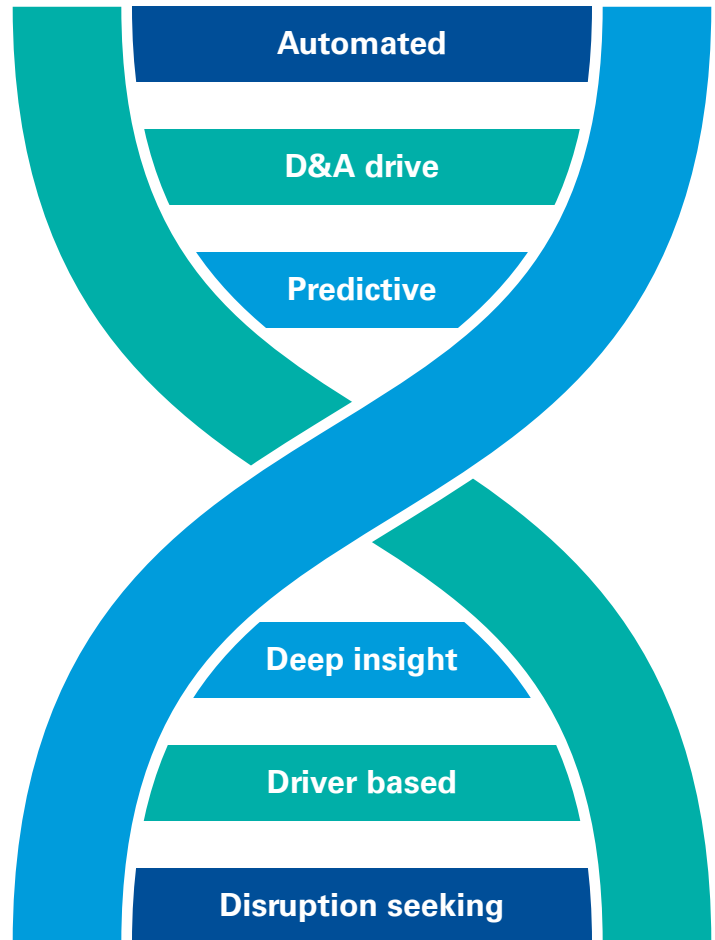 Automated
D&A drive
Predictive
Deep insight
Driver based
Disruption seeking